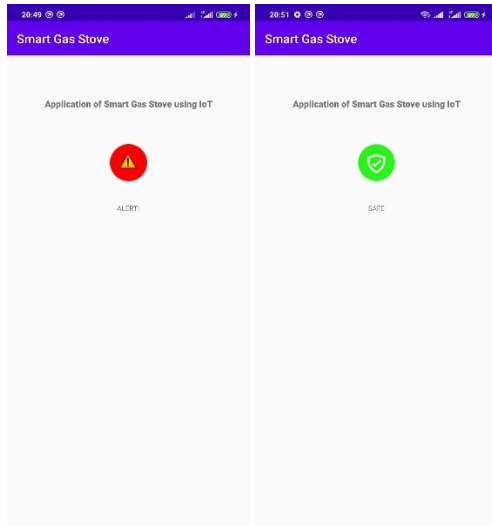 20:49
Smart Gas Stove
Application of Smart Gas Stove using IoT
ALERT!
20:51
Smart Gas Stove
Application of Smart Gas Stove using IoT
SAFE